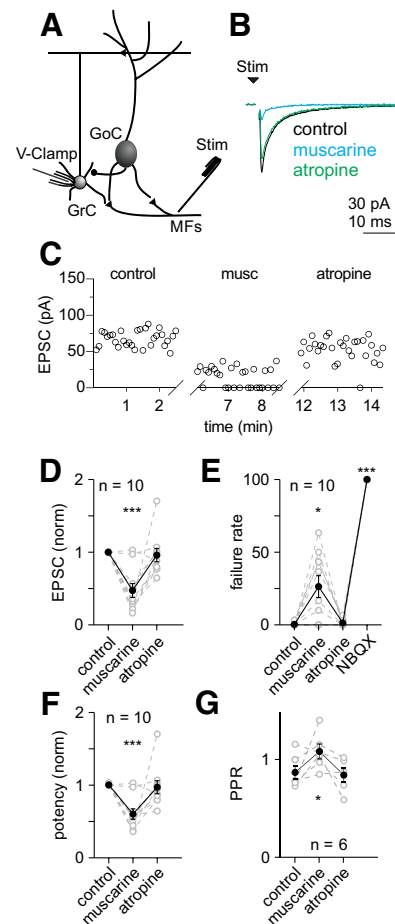 A
GoC
V-Clamp
Stim
GrC
MFs
B
Stim
control
muscarine
atropine
30 pA
10 ms
C
150
100
50
0
EPSC (pA)
control musc atropine
1 2 7 8 12 13 14
time (min)
D
n = 10
***
2
1
0
EPSC (norm)
control
muscarine
atropine
E
n = 10
*
***
100
50
0
failure rate
control
muscarine
atropine
NBQX
F
n = 10
***
2
1
0
potency (norm)
control
muscarine
atropine
G
1
0
PPR
*
n = 6
control
muscarine
atropine